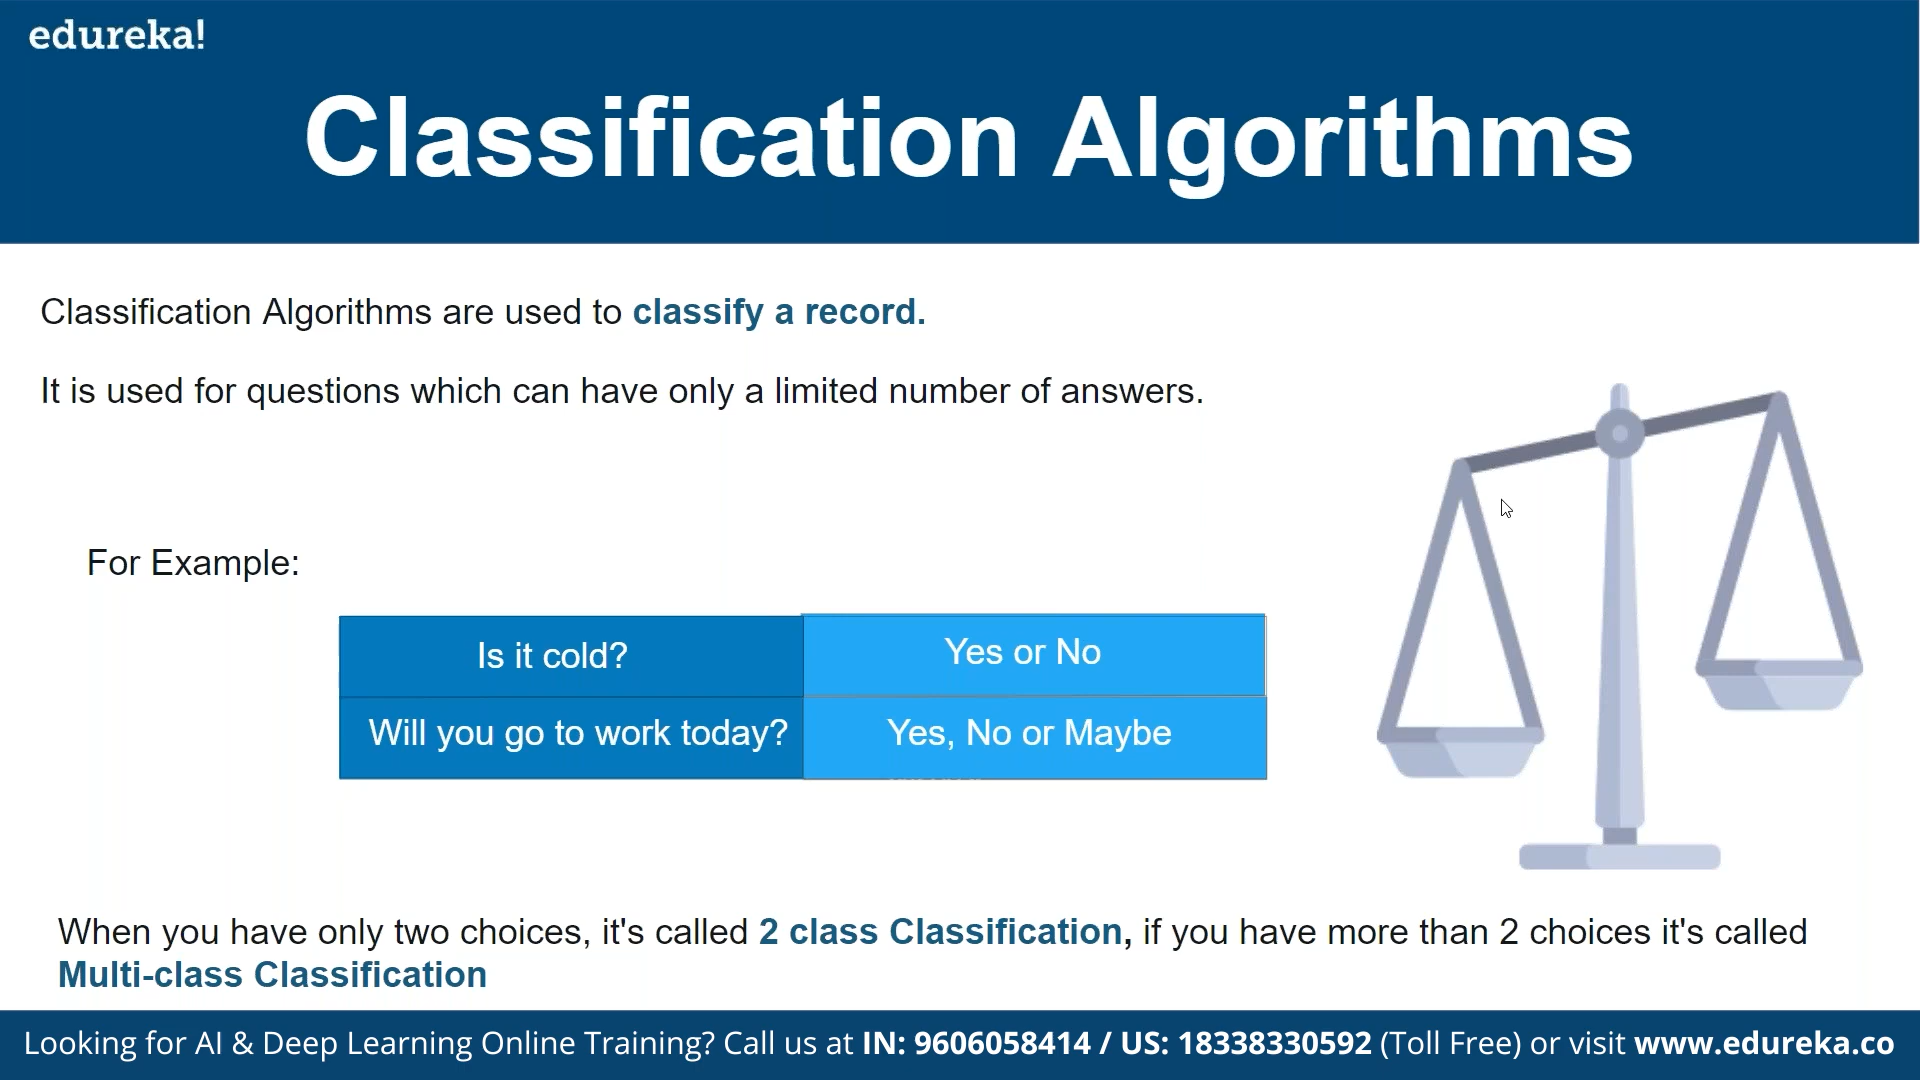 edureka!
Classification Algorithms
Classification Algorithms are used to classify a record.
It is used for questions which can have only a limited number of answers.
For Example:
Is it cold?
Yes or No
Will you go to work today?
Yes, No or Maybe
When you have only two choices, it's called 2 class Classification, if you have more than 2 choices it's called
Multi-class Classification
Looking for AI & Deep Learning Online Training? Call us at IN: 9606058414 / US: 18338330592 (Toll Free) or visit www.edureka.co